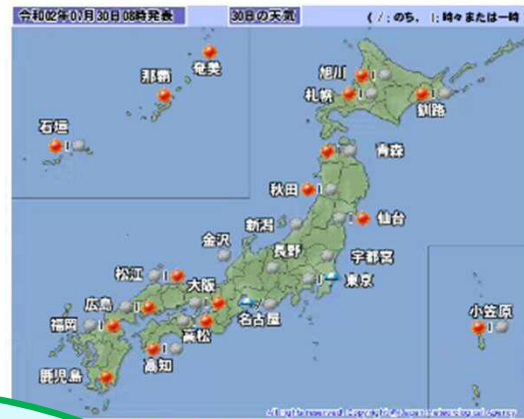 令和02年07月30日08時発表 30日の天気 ( / : のち、 | : 時々または一時
奄美
那覇
石垣
旭川
札幌
釧路
青森
秋田
仙台
新潟
金沢
長野
宇都宮
東京
松江
大阪
名古屋
広島
福岡
高松
高知
鹿児島
小笠原